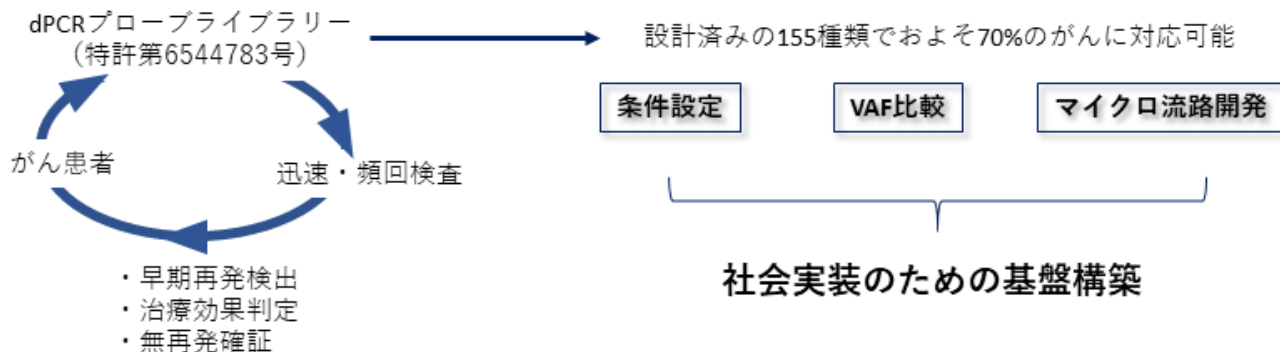 dPCRプローブライブラリー
（特許第6544783号）
がん患者
迅速・頻回検査
・早期再発検出
・治療効果判定
・無再発確証
設計済みの155種類でおよそ70%のがんに対応可能
条件設定
VAF比較
マイクロ流路開発
社会実装のための基盤構築